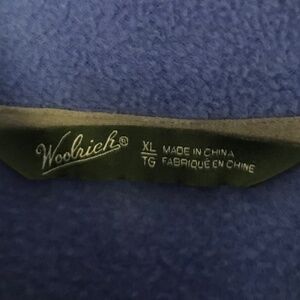 Woolrich®
XL
TG
MADE IN CHINA
FABRIQUÉ EN CHINE